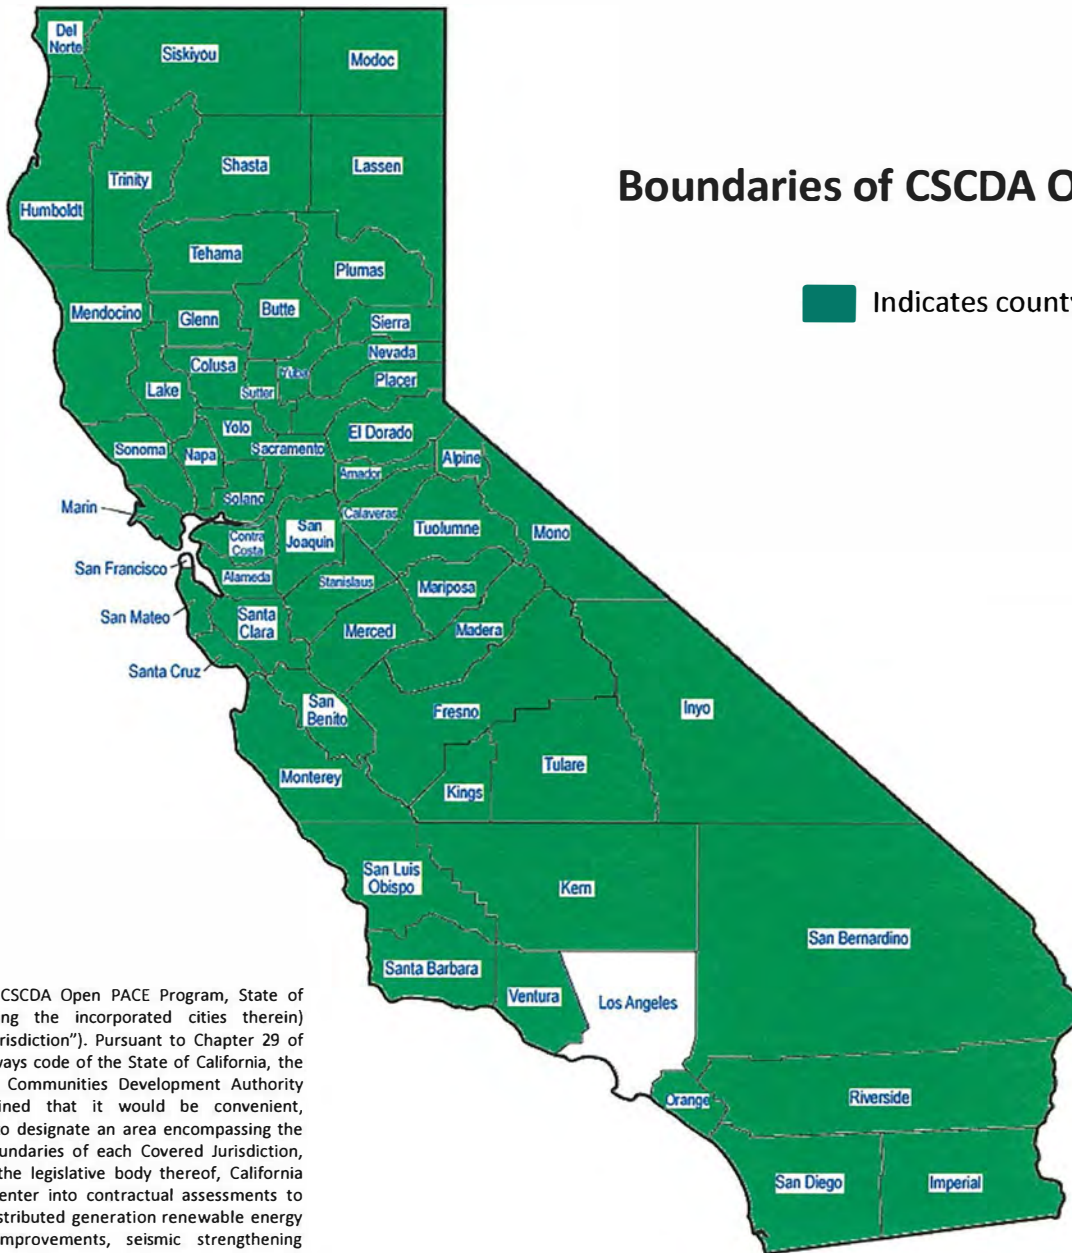 Del
Norte
Siskiyou
Modoc
Trinity
Shasta
Lassen
Boundaries of CSCDA O
Humboldt
Tehama
Plumas
Indicates county
Mendocino
Glenn
Butte
Sierra
Nevada
Colusa
Yuba
Placer
Lake
Sutter
Yolo
El Dorado
Sonoma
Napa
Sacramento
Alpine
Amador
Solano
Marin
Calaveras
San
Joaquin
Tuolumne
Mono
Contra
Costa
San Francisco
Alameda
Stanislaus
Mariposa
San Mateo
Santa
Clara
Merced
Madera
Santa Cruz
San
Benito
Fresno
Inyo
Monterey
Kings
Tulare
San Luis
Obispo
Kern
San Bernardino
Santa Barbara
Ventura
Los Angeles
Orange
Riverside
San Diego
Imperial
CSCDA Open PACE Program, State of
ng the incorporated cities therein)
risdiction"). Pursuant to Chapter 29 of
ways code of the State of California, the
Communities Development Authority
ined that it would be convenient,
o designate an area encompassing the
undaries of each Covered Jurisdiction,
the legislative body thereof, California
enter into contractual assessments to
stributed generation renewable energy
mprovements, seismic strengthening